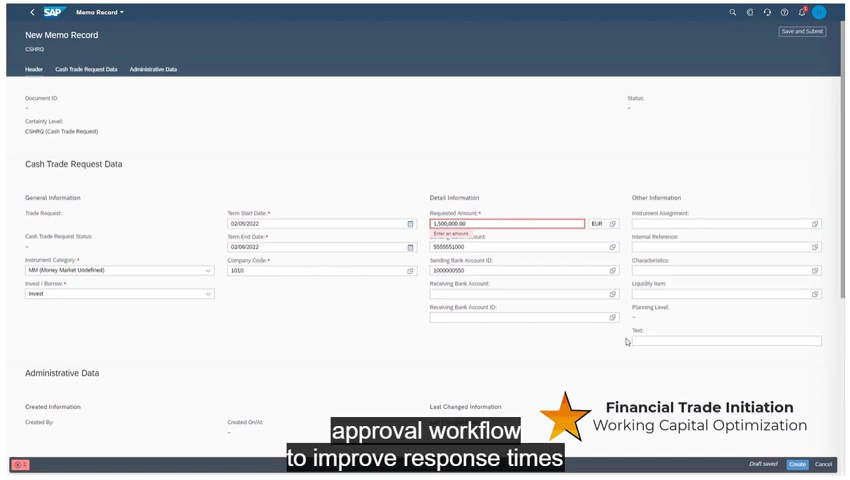 SAP Memo Record
New Memo Record
Save and Submit
CSHRQ
Header Cash Trade Request Data Administrative Data
Document ID: Status:
– –
Certainty Level:
CSHRQ (Cash Trade Request)
Cash Trade Request Data
General Information Detail Information Other Information
Trade Request: Term Start Date:* Requested Amount:* Instrument Assignment:
02/05/2022 1,500,000.00 EUR
Enter an amount.
Cash Trade Request Status: Term End Date:* Sending Bank Account: Internal Reference:
– 02/06/2022 5555551000
Instrument Category:* Company Code:* Sending Bank Account ID: Characteristics:
MM (Money Market Undefined) 1010 1000000550
Invest / Borrow:* Receiving Bank Account: Liquidity Item:
Invest
Receiving Bank Account ID: Planning Level:
–
Text:
Administrative Data
Created Information Last Changed Information
Created By: Created On/At:
–
Financial Trade Initiation
Working Capital Optimization
approval workflow
to improve response times
1 Draft saved Create Cancel